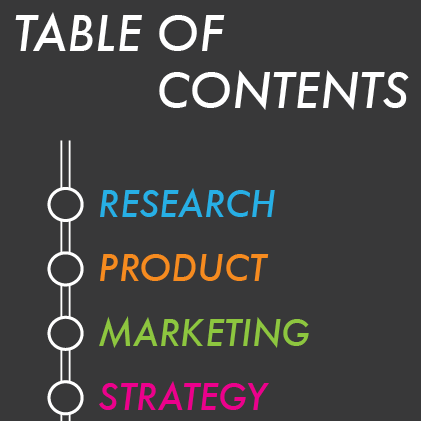 TABLE OF
CONTENTS
RESEARCH
PRODUCT
MARKETING
STRATEGY